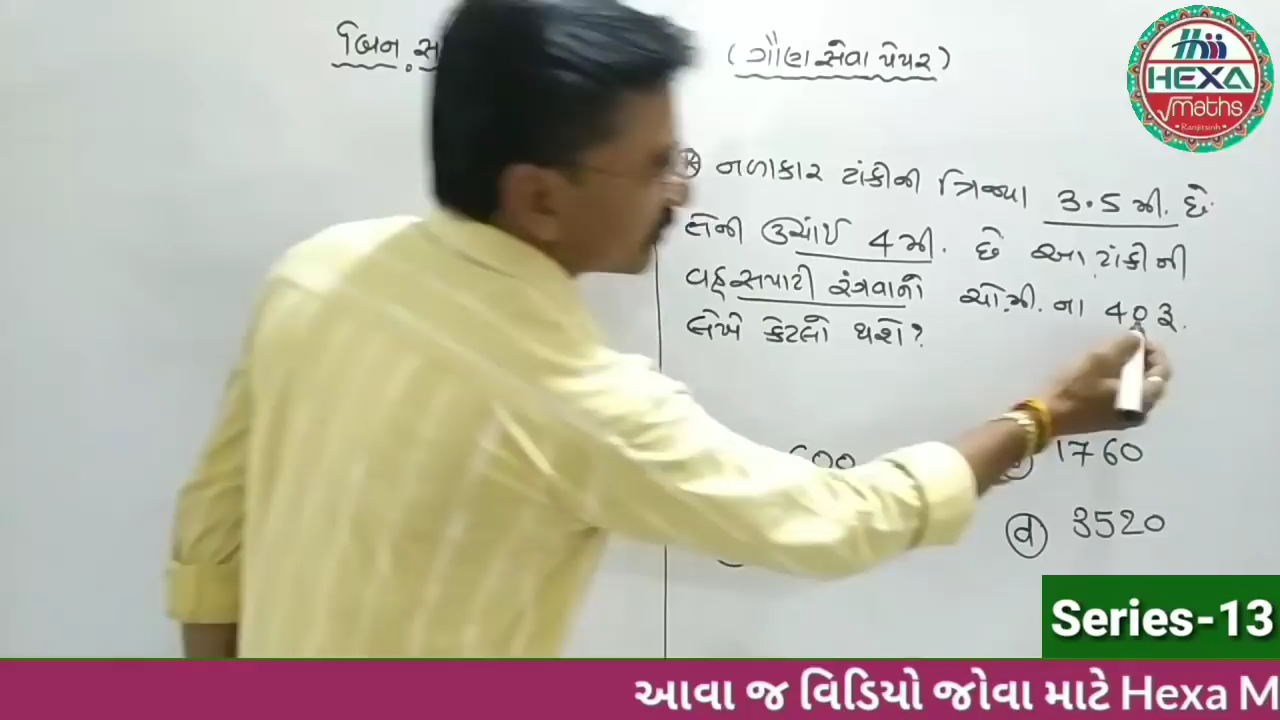 બિન
(ગૌણ સેવા પેપર)
HEXA
maths
Ranjitsinh
* નળાકાર ટાંકીની ત્રિજ્યા 3.5 મી. છે
તેની ઉંચાઈ 4 મી. છે આ ટાંકીની
વક્રસપાટી રંગવાનો ચો.મી. ના 40 રૂ.
લેખે કેટલો થશે?
1760
d 3520
Series-13
આવા જ વિડિયો જોવા માટે Hexa M